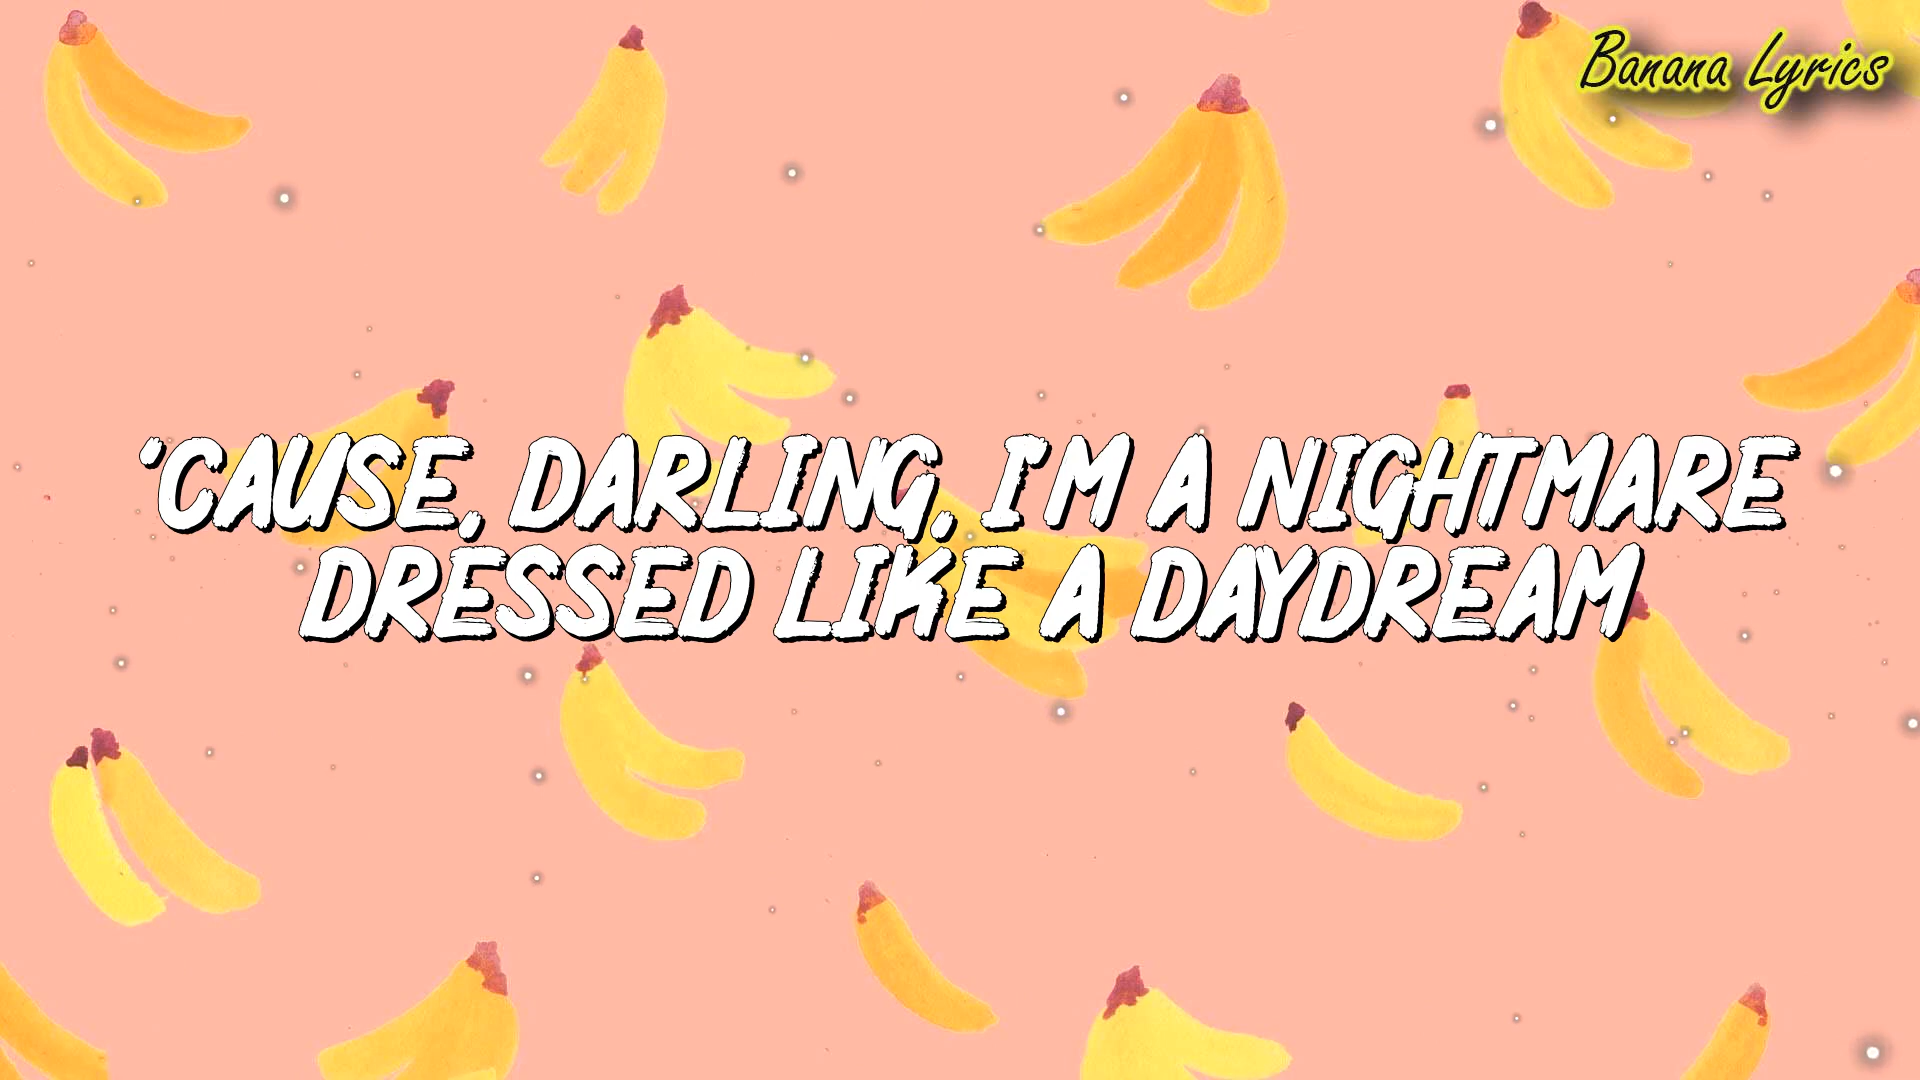 Banana Lyrics
'CAUSE, DARLING, I'M A NIGHTMARE
DRESSED LIKE A DAYDREAM